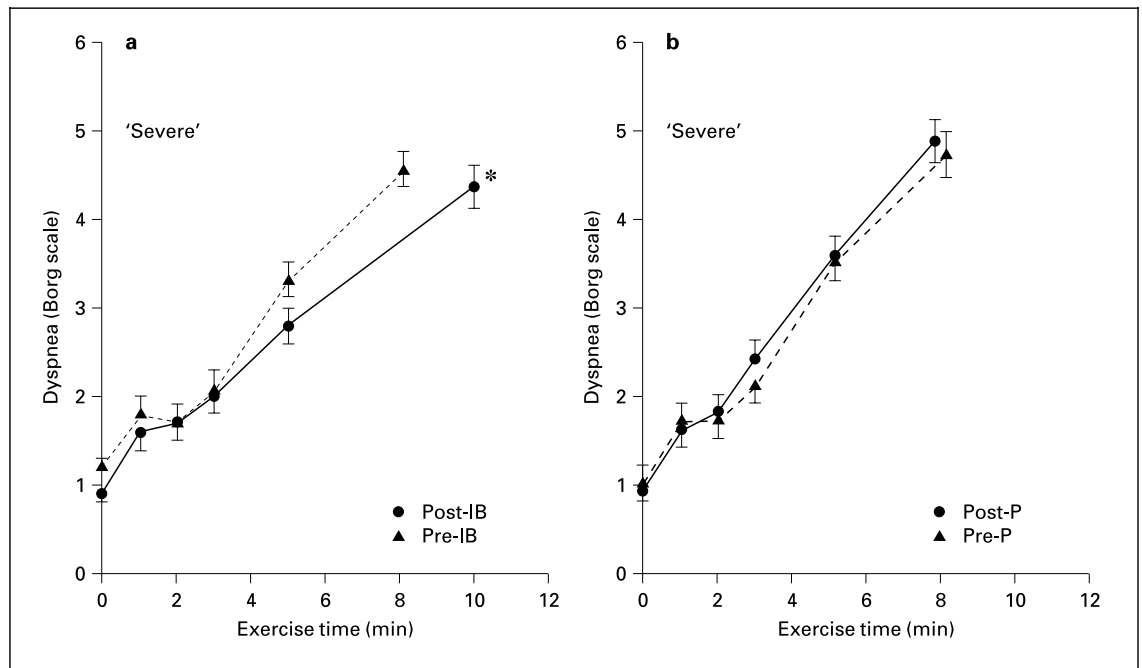 a
6
5
4
3
2
1
0
Dyspnea (Borg scale)
'Severe'
*
Post-IB
Pre-IB
0 2 4 6 8 10 12
Exercise time (min)
b
6
5
4
3
2
1
0
Dyspnea (Borg scale)
'Severe'
Post-P
Pre-P
0 2 4 6 8 10 12
Exercise time (min)